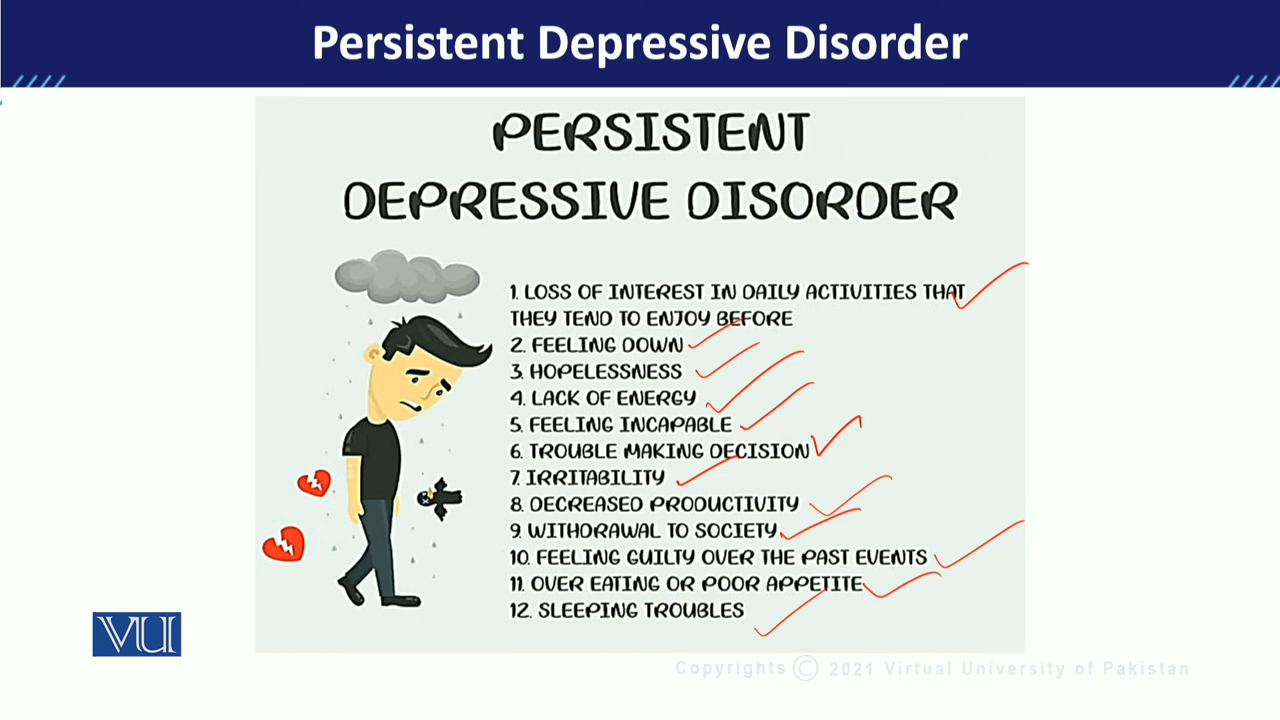 Persistent Depressive Disorder
PERSISTENT
DEPRESSIVE DISORDER
1. LOSS OF INTEREST IN DAILY ACTIVITIES THAT
THEY TEND TO ENJOY BEFORE
2. FEELING DOWN
3. HOPELESSNESS
4. LACK OF ENERGY
5. FEELING INCAPABLE
6. TROUBLE MAKING DECISION
7. IRRITABILITY
8. DECREASED PRODUCTIVITY
9. WITHDRAWAL TO SOCIETY
10. FEELING GUILTY OVER THE PAST EVENTS
11. OVER EATING OR POOR APPETITE
12. SLEEPING TROUBLES
VU
Copyrights © 2021 Virtual University of Pakistan